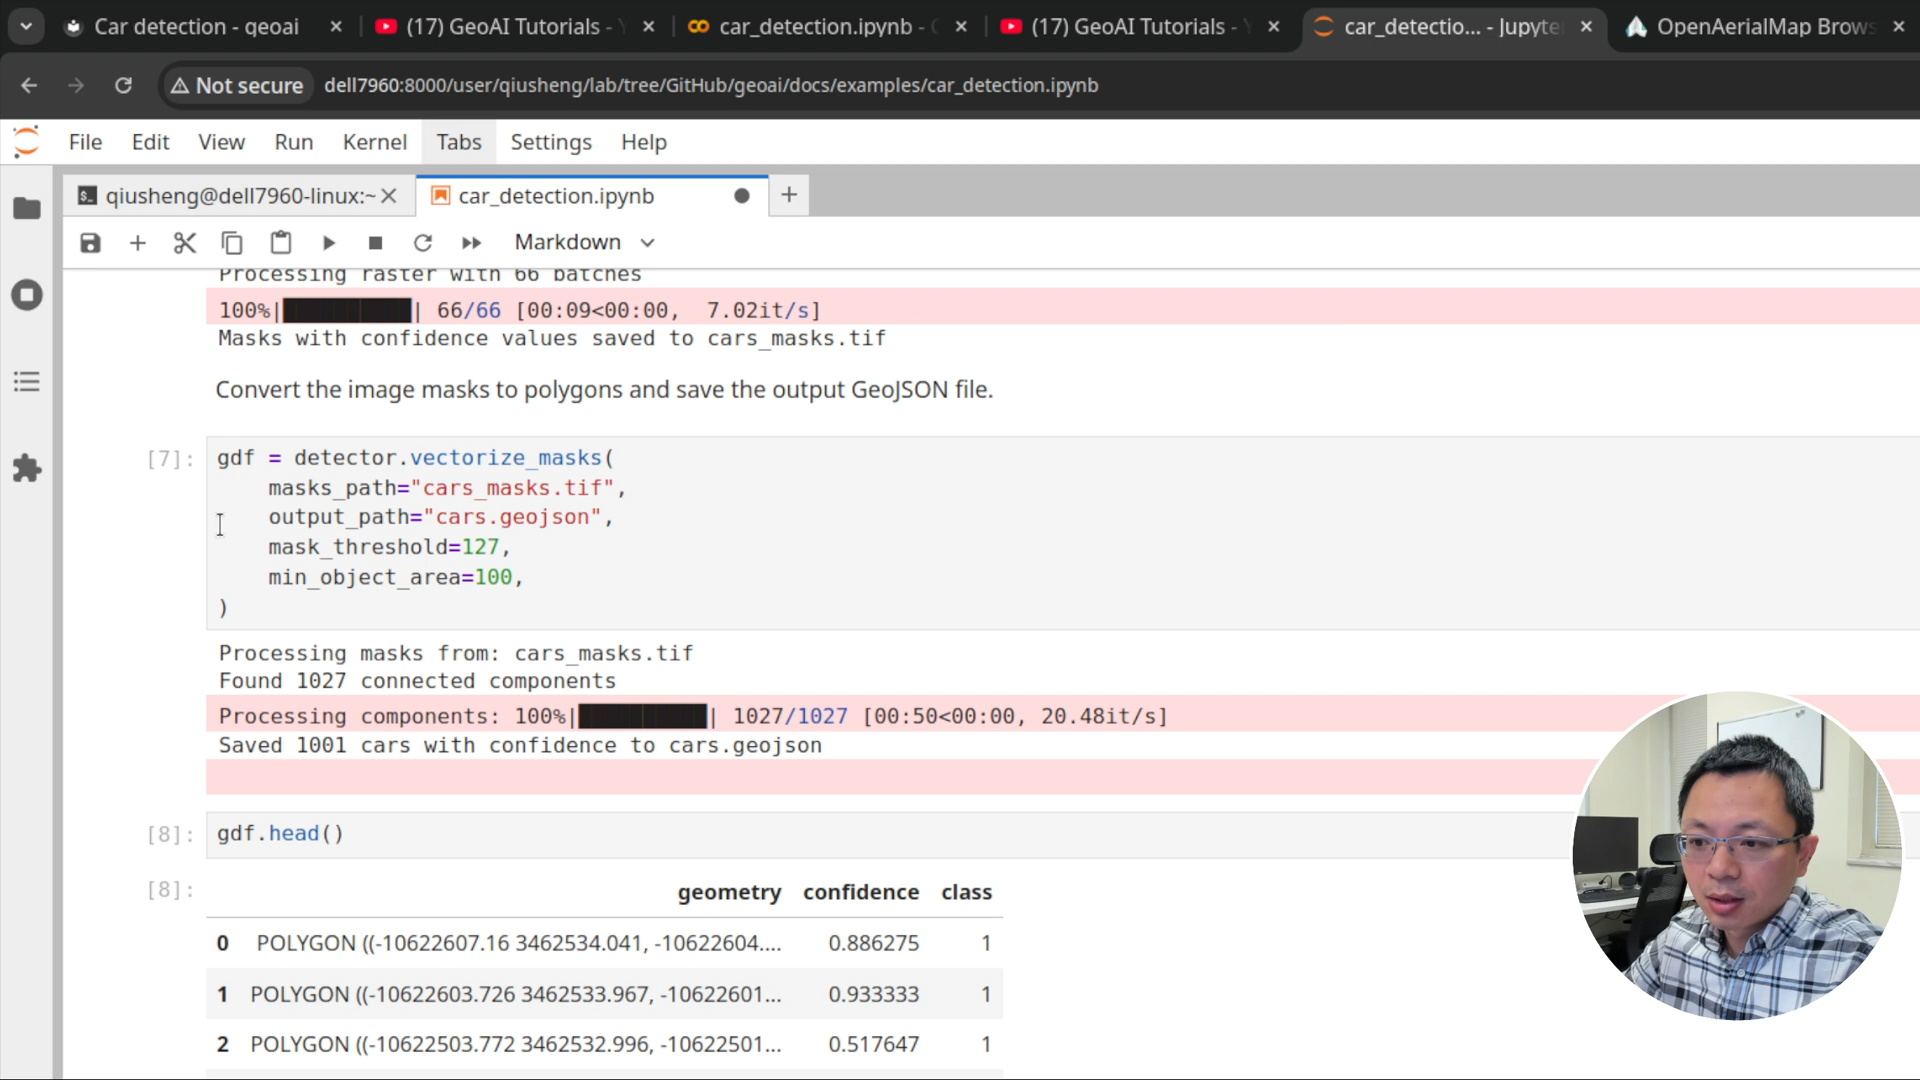 Car detection - geoai
(17) GeoAI Tutorials -
car_detection.ipynb -
(17) GeoAI Tutorials -
car_detectio... - Jupyte
OpenAerialMap Brows
Not secure
dell7960:8000/user/qiusheng/lab/tree/GitHub/geoai/docs/examples/car_detection.ipynb
File Edit View Run Kernel Tabs Settings Help
qiusheng@dell7960-linux:~
car_detection.ipynb
Markdown
Processing raster with 66 batches
100%|██████████| 66/66 [00:09<00:00,  7.02it/s]
Masks with confidence values saved to cars_masks.tif
Convert the image masks to polygons and save the output GeoJSON file.
[7]: gdf = detector.vectorize_masks(
masks_path="cars_masks.tif",
output_path="cars.geojson",
mask_threshold=127,
min_object_area=100,
)
Processing masks from: cars_masks.tif
Found 1027 connected components
Processing components: 100%|██████████| 1027/1027 [00:50<00:00, 20.48it/s]
Saved 1001 cars with confidence to cars.geojson
[8]: gdf.head()
[8]:
geometry confidence class
0 POLYGON ((-10622607.16 3462534.041, -10622604.... 0.886275 1
1 POLYGON ((-10622603.726 3462533.967, -10622601... 0.933333 1
2 POLYGON ((-10622503.772 3462532.996, -10622501... 0.517647 1